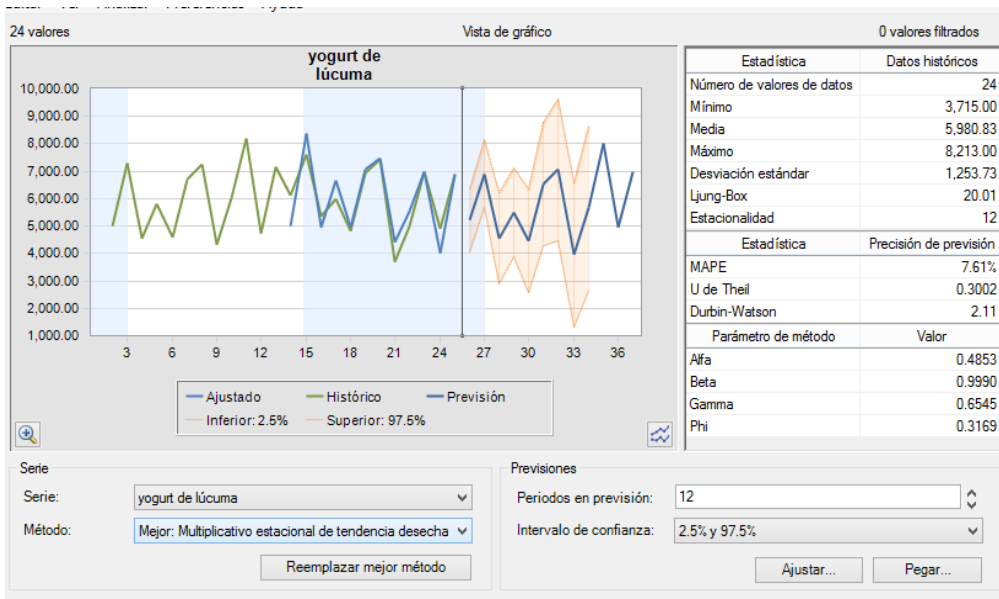 24 valores Vista de gráfico 0 valores filtrados
yogurt de
lúcuma
10,000.00
9,000.00
8,000.00
7,000.00
6,000.00
5,000.00
4,000.00
3,000.00
2,000.00
1,000.00
3 6 9 12 15 18 21 24 27 30 33 36
Ajustado Histórico Previsión
Inferior: 2.5% Superior: 97.5%
Estadística Datos históricos
Número de valores de datos 24
Mínimo 3,715.00
Media 5,980.83
Máximo 8,213.00
Desviación estándar 1,253.73
Ljung-Box 20.01
Estacionalidad 12
Estadística Precisión de previsión
MAPE 7.61%
U de Theil 0.3002
Durbin-Watson 2.11
Parámetro de método Valor
Alfa 0.4853
Beta 0.9990
Gamma 0.6545
Phi 0.3169
Serie
Serie: yogurt de lúcuma
Método: Mejor: Multiplicativo estacional de tendencia desecha
Reemplazar mejor método
Previsiones
Periodos en previsión: 12
Intervalo de confianza: 2.5% y 97.5%
Ajustar... Pegar...